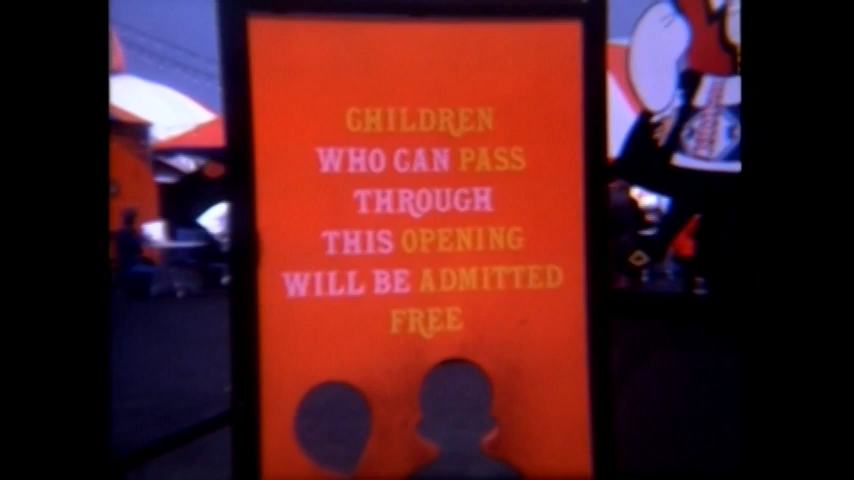 CHILDREN
WHO CAN PASS
THROUGH
THIS OPENING
WILL BE ADMITTED
FREE